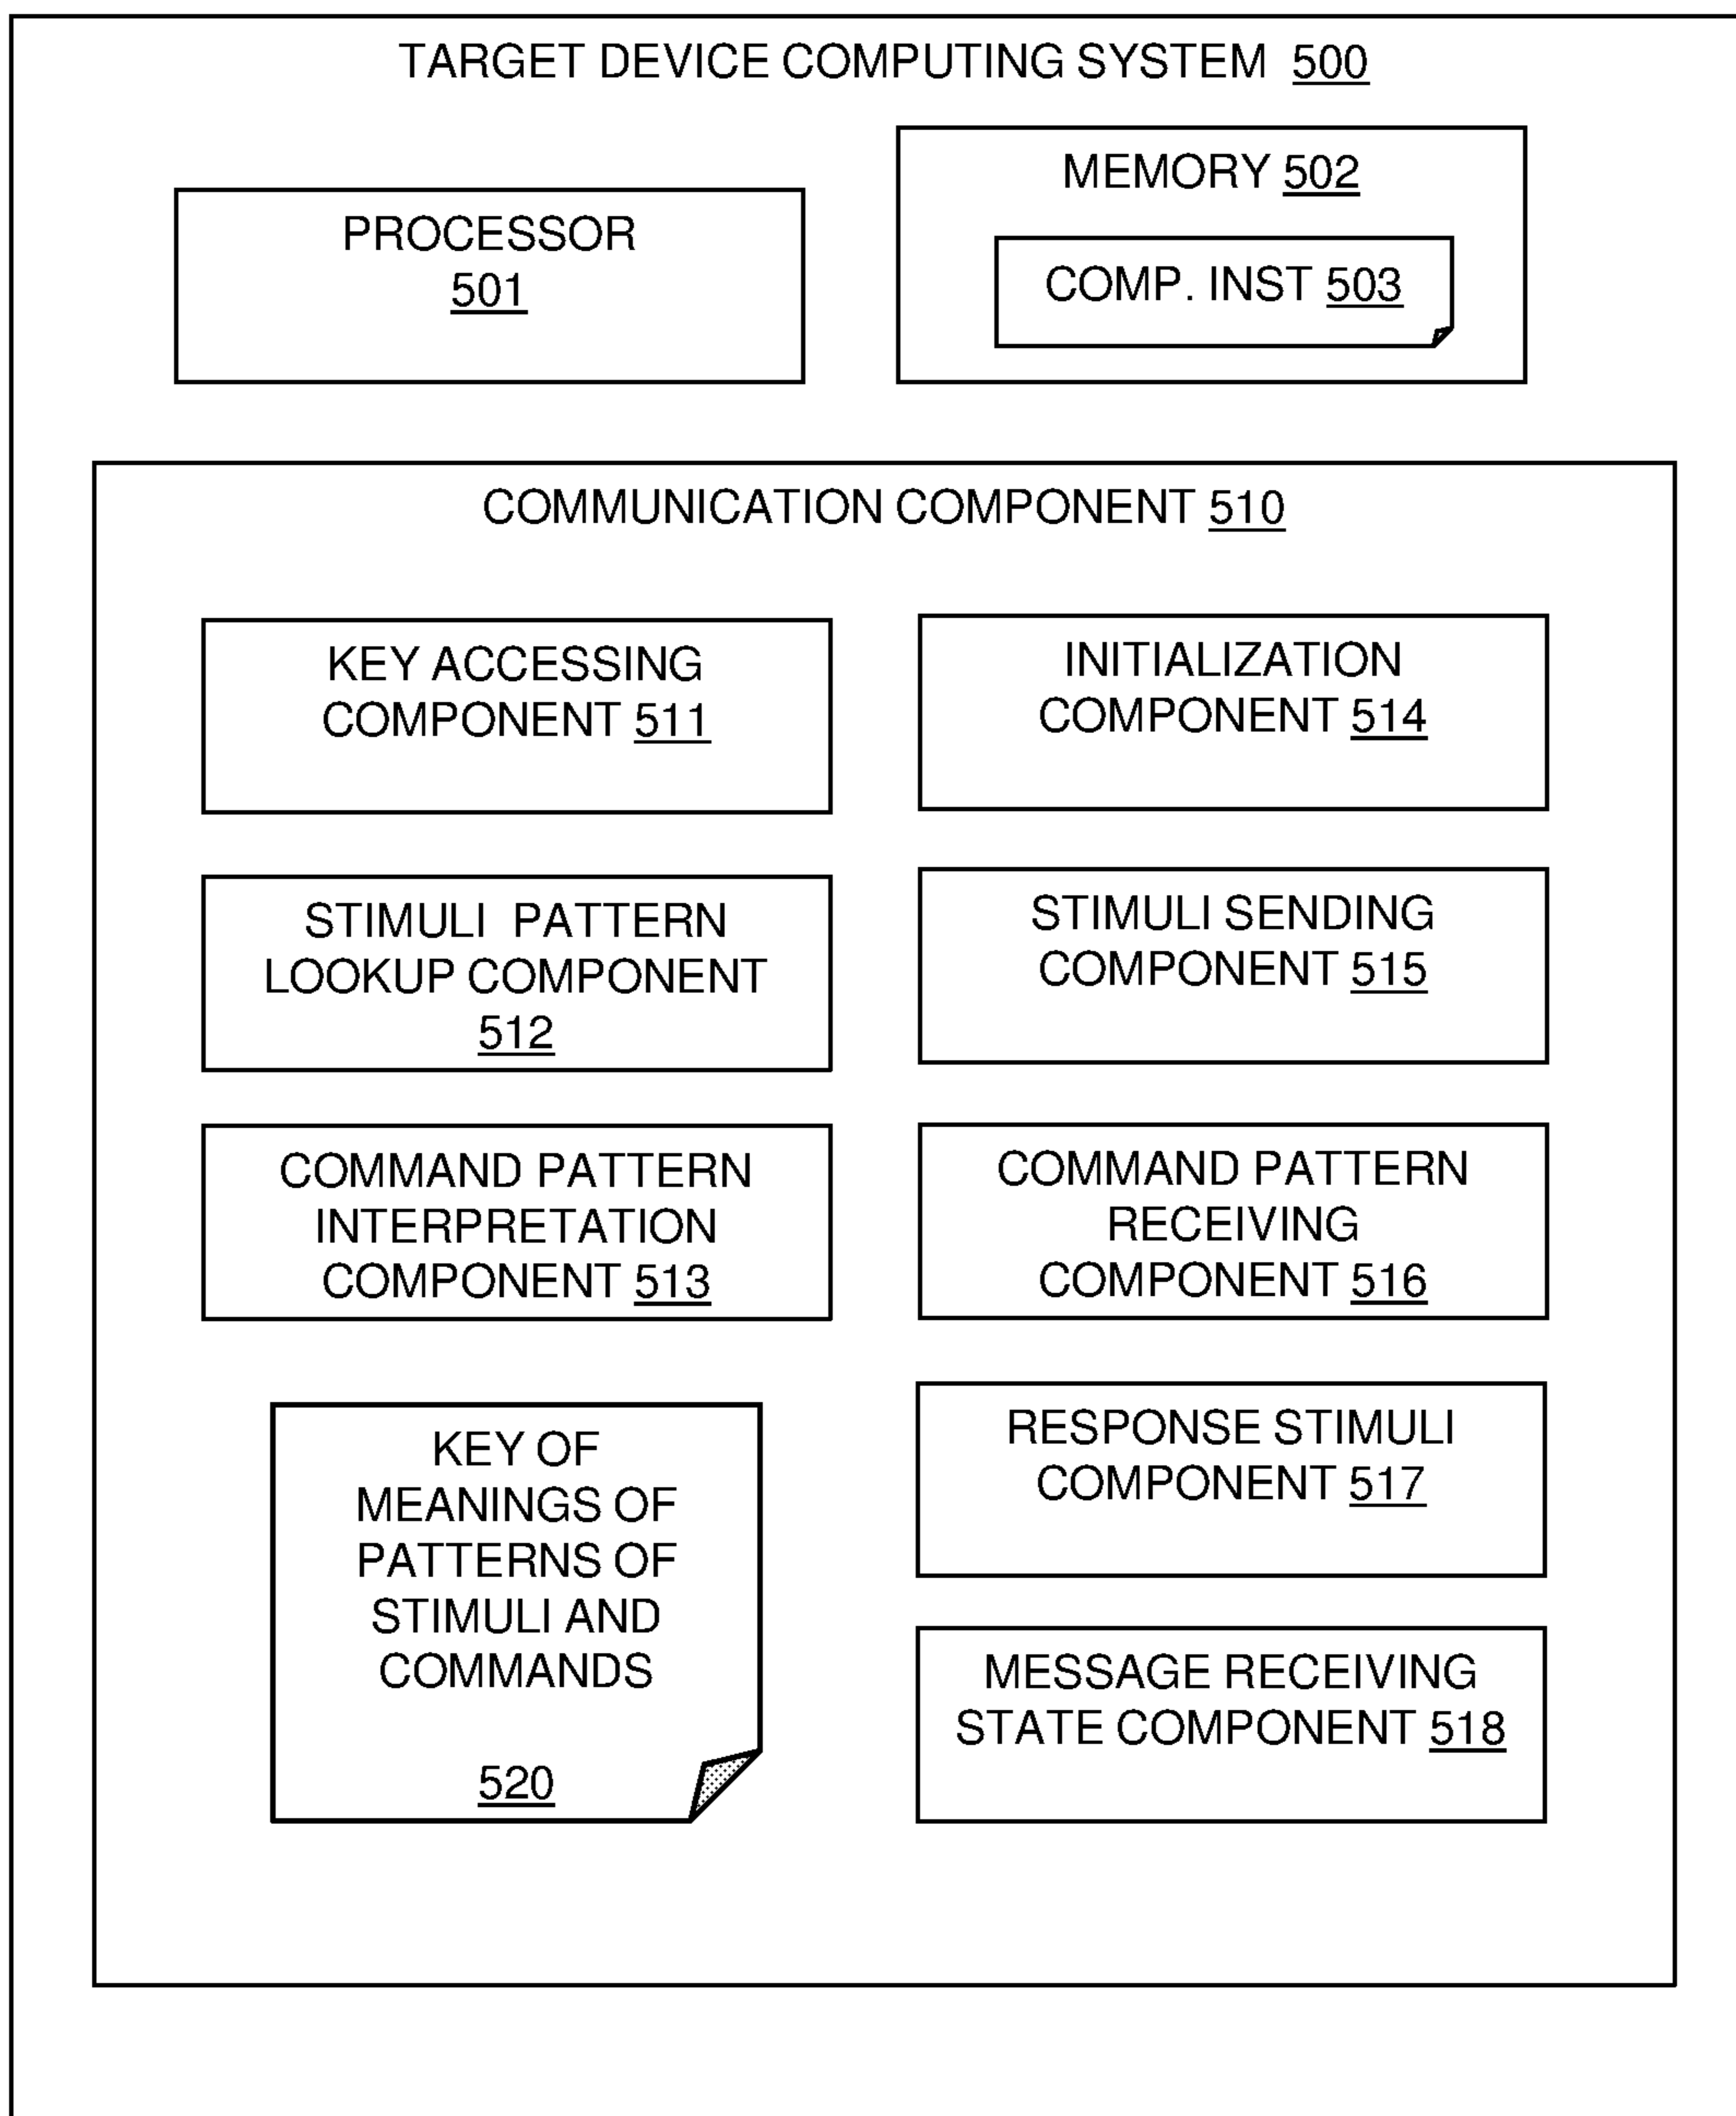 TARGET DEVICE COMPUTING SYSTEM 500
PROCESSOR
501
MEMORY 502
COMP. INST 503
COMMUNICATION COMPONENT 510
KEY ACCESSING
COMPONENT 511
INITIALIZATION
COMPONENT 514
STIMULI PATTERN
LOOKUP COMPONENT
512
STIMULI SENDING
COMPONENT 515
COMMAND PATTERN
INTERPRETATION
COMPONENT 513
COMMAND PATTERN
RECEIVING
COMPONENT 516
KEY OF
MEANINGS OF
PATTERNS OF
STIMULI AND
COMMANDS
520
RESPONSE STIMULI
COMPONENT 517
MESSAGE RECEIVING
STATE COMPONENT 518